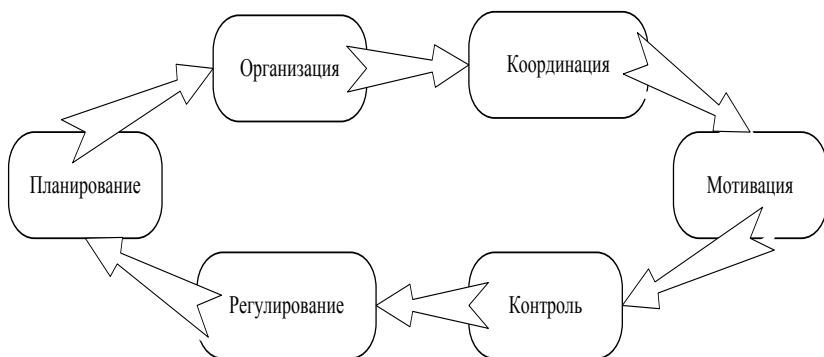 Организация
Координация
Планирование
Мотивация
Регулирование
Контроль